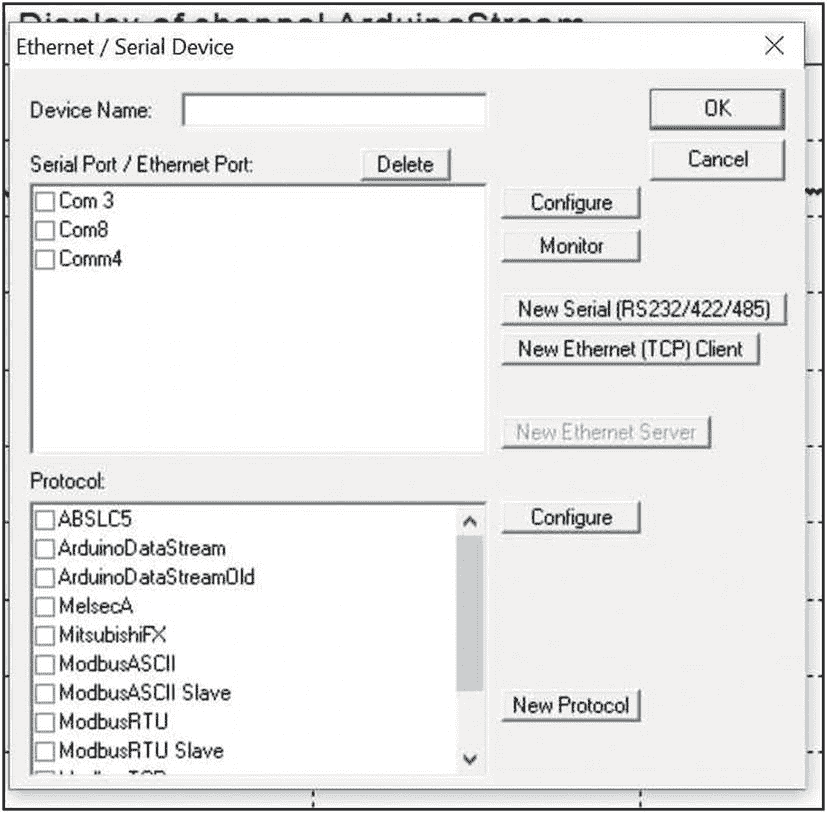 Display of channel ArduinoStream
Ethernet / Serial Device
Device Name:
OK
Cancel
Serial Port / Ethernet Port:
Delete
Com 3
Com8
Comm4
Configure
Monitor
New Serial (RS232/422/485)
New Ethernet (TCP) Client
New Ethernet Server
Protocol:
ABSLC5
ArduinoDataStream
ArduinoDataStreamOld
MelsecA
MitsubishiFX
ModbusASCII
ModbusASCII Slave
ModbusRTU
ModbusRTU Slave
Configure
New Protocol